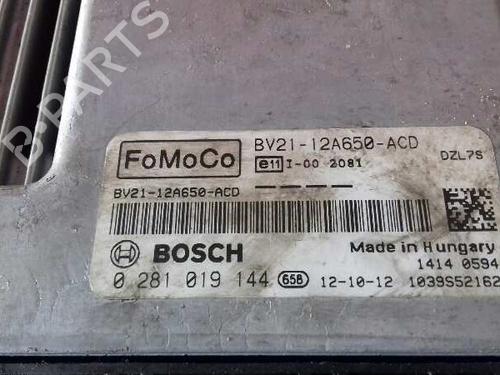 B-PARTS
FoMoCo
BV21-12A650-ACD
e11 I-00 2081
DZL7S
BV21-12A650-ACD
BOSCH
Made in Hungary
1414 0594
0 281 019 144 658 12-10-12 1039S52162